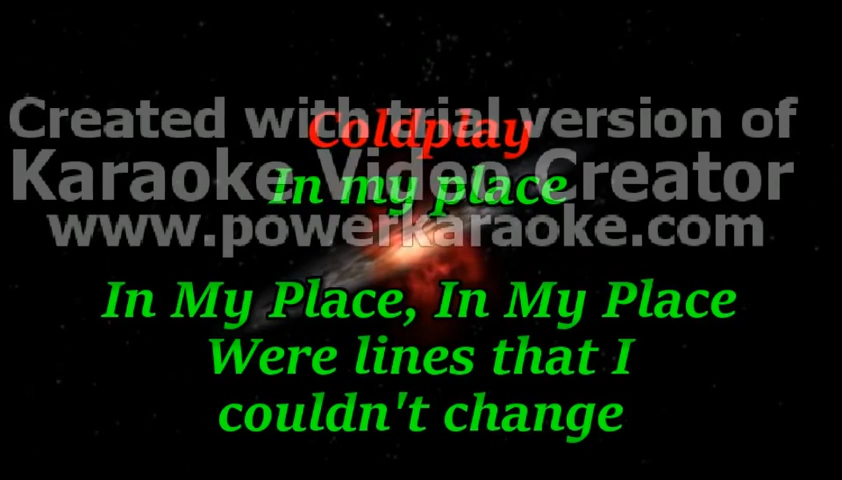 Created with trial version of
Coldplay
Karaoke Video Creator
In my place
www.powerkaraoke.com
In My Place, In My Place
Were lines that I
couldn't change